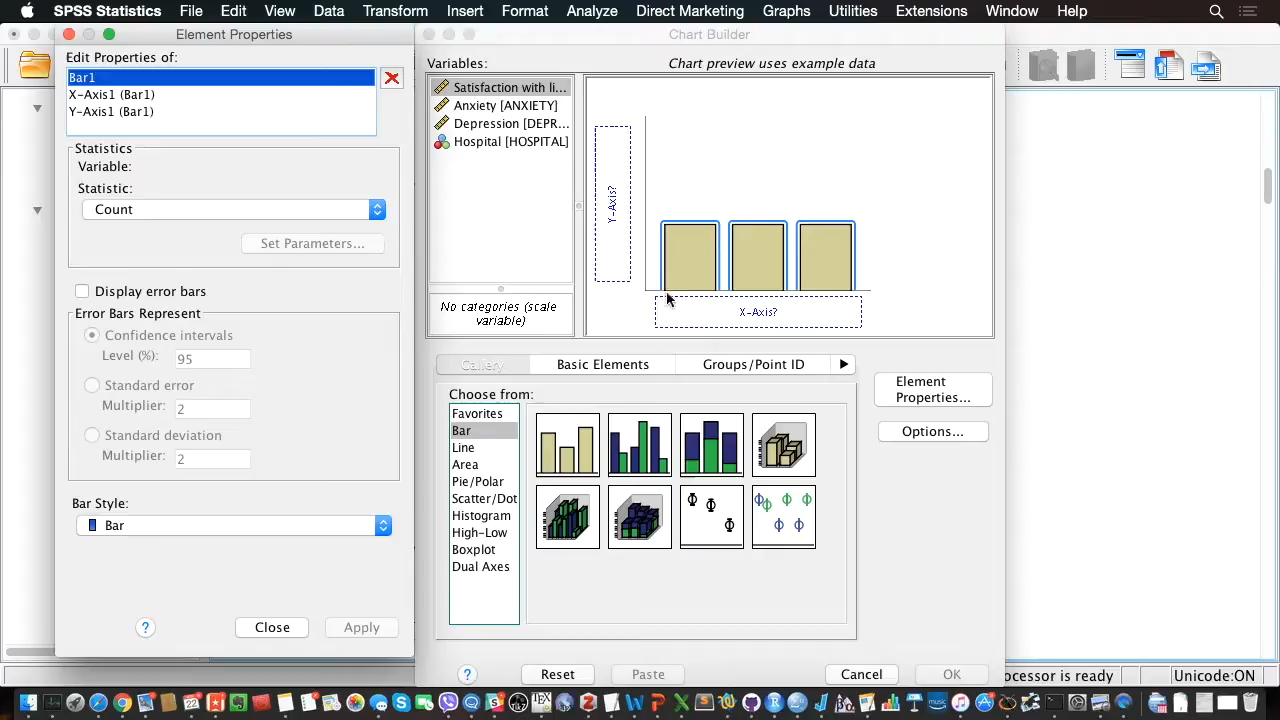 SPSS Statistics File Edit View Data Transform Insert Format Analyze Direct Marketing Graphs Utilities Extensions Window Help
Element Properties
Chart Builder
Edit Properties of:
Bar1
X-Axis1 (Bar1)
Y-Axis1 (Bar1)
Statistics
Variable:
Statistic:
Count
Set Parameters...
Display error bars
Error Bars Represent
Confidence intervals
Level (%): 95
Standard error
Multiplier: 2
Standard deviation
Multiplier: 2
Bar Style:
Bar
? Close Apply
Variables:
Chart preview uses example data
Satisfaction with li...
Anxiety [ANXIETY]
Depression [DEPR...
Hospital [HOSPITAL]
No categories (scale
variable)
Y-Axis?
X-Axis?
Gallery Basic Elements Groups/Point ID
Choose from:
Favorites
Bar
Line
Area
Pie/Polar
Scatter/Dot
Histogram
High-Low
Boxplot
Dual Axes
Element
Properties...
Options...
? Reset Paste Cancel OK
ocessor is ready
Unicode:ON